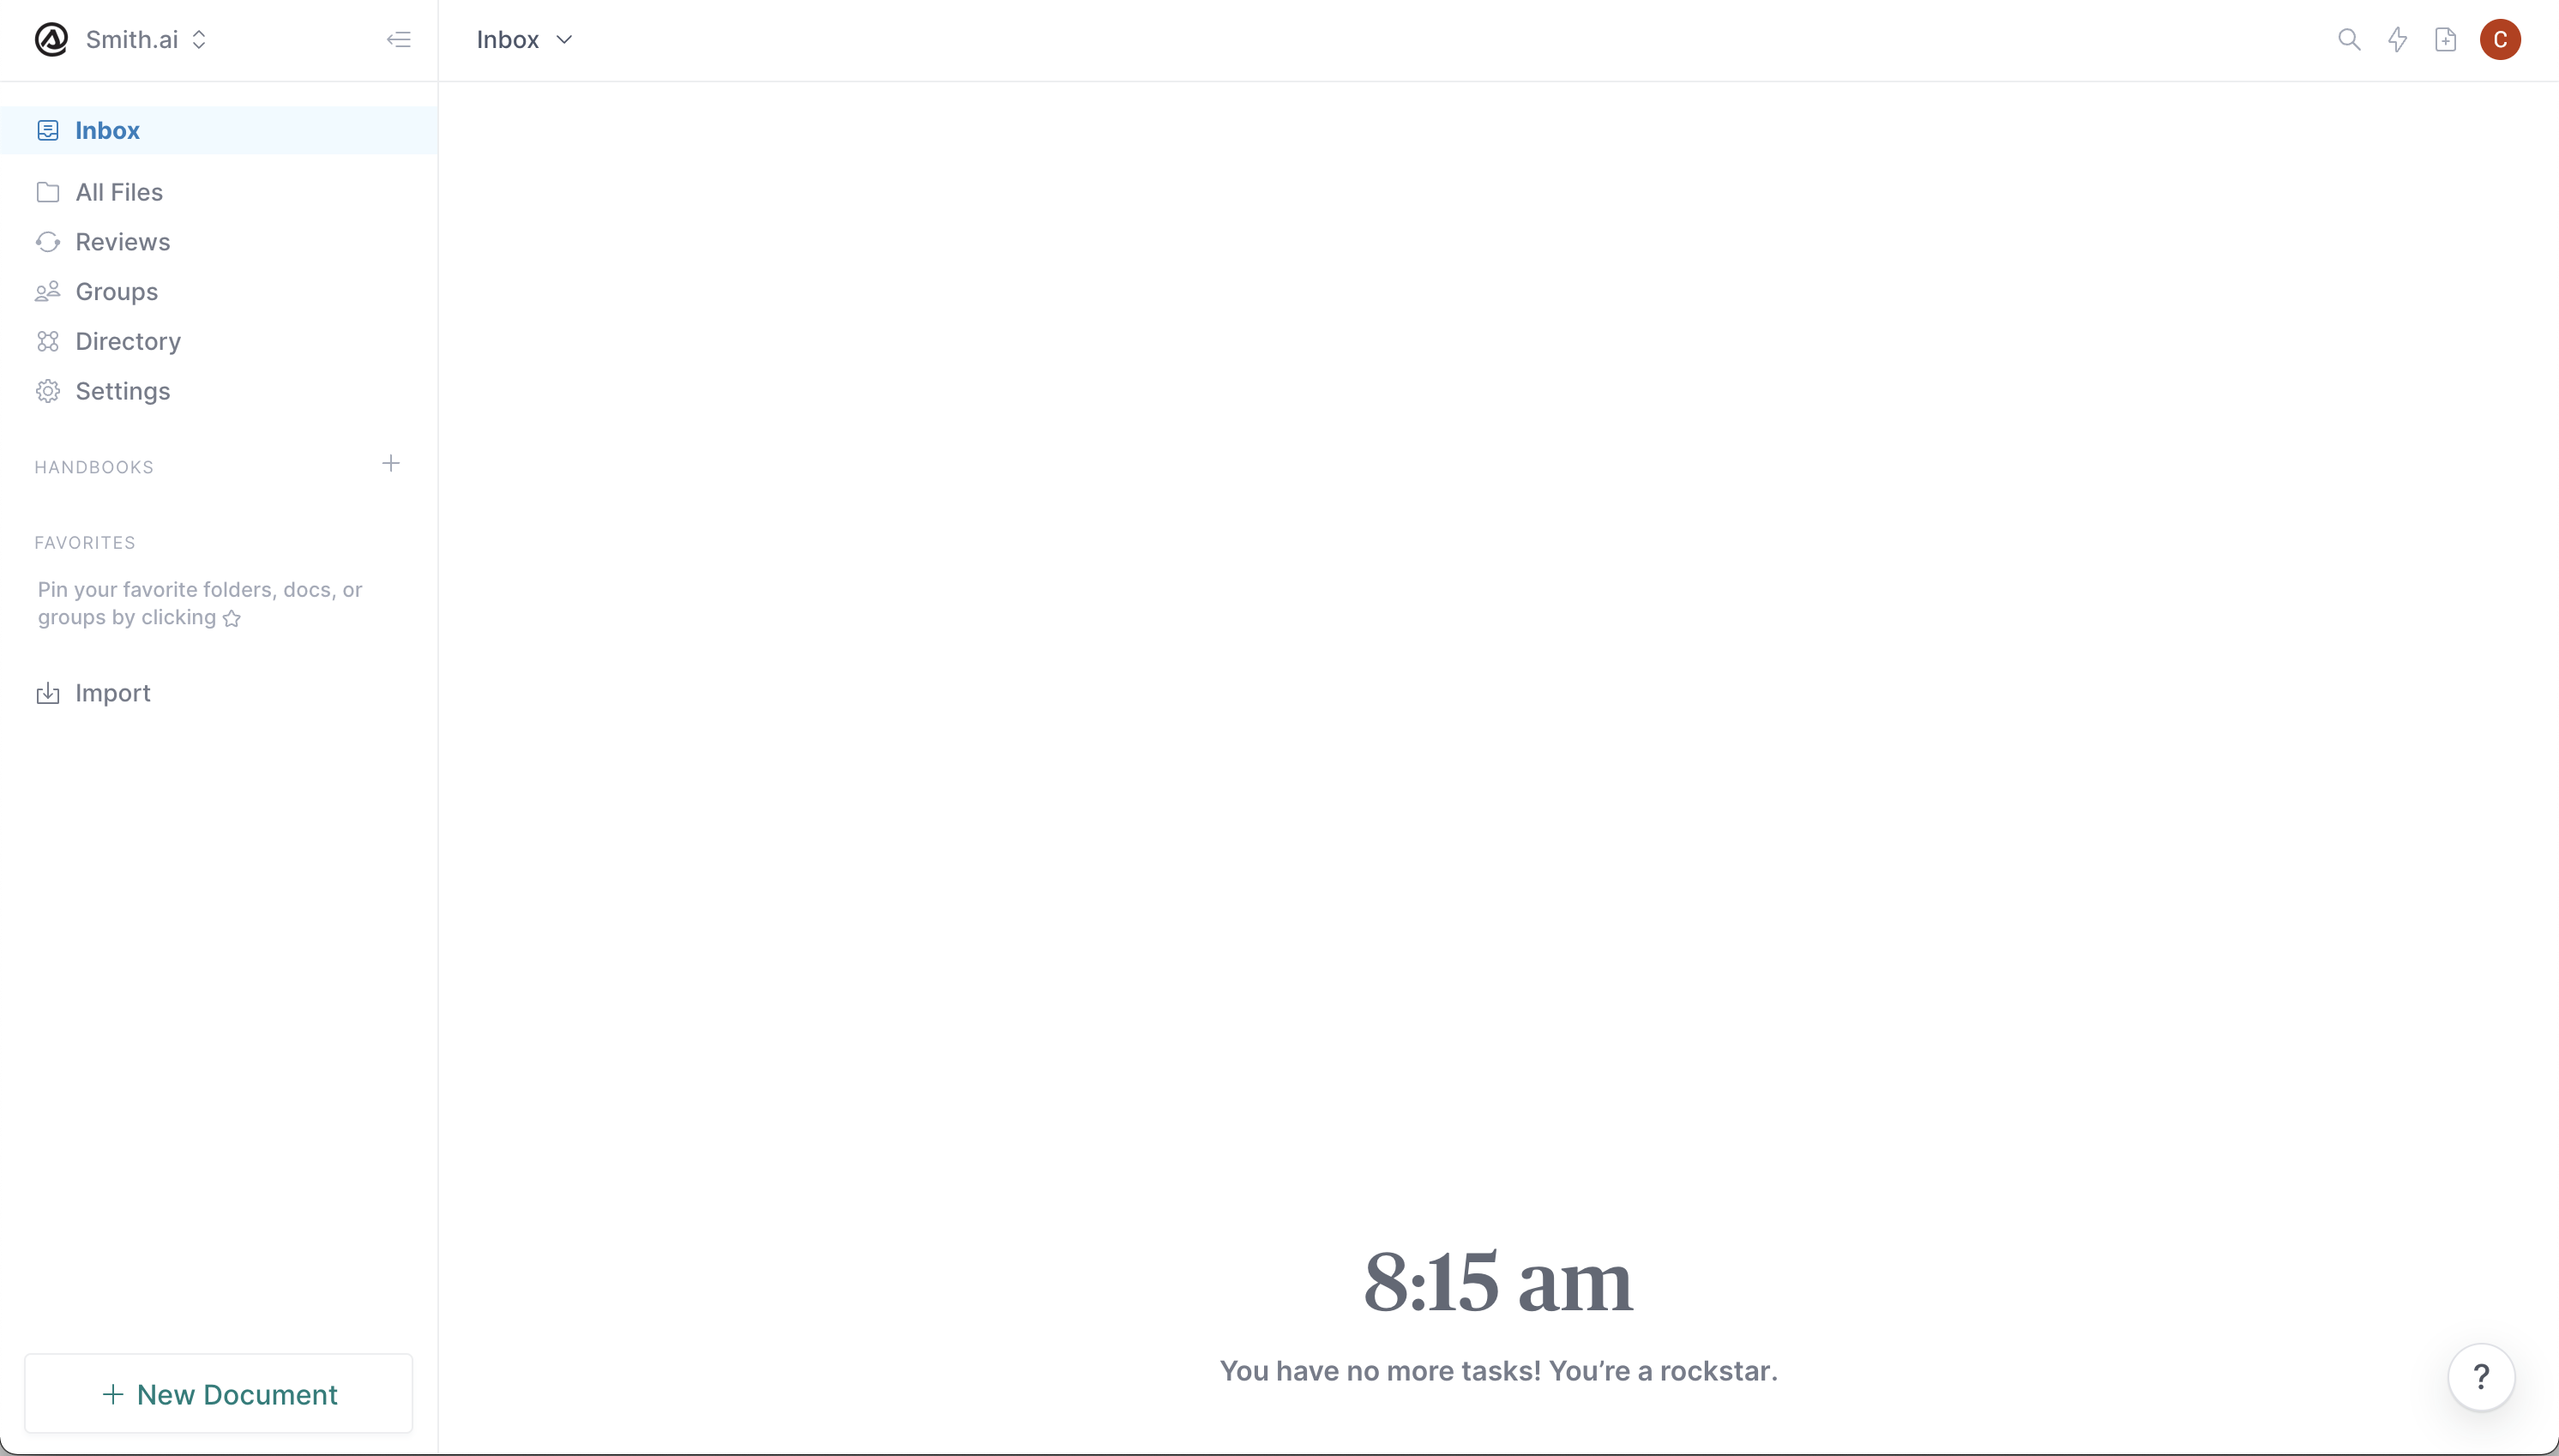 Smith.ai
Inbox
C
Inbox
All Files
Reviews
Groups
Directory
Settings
HANDBOOKS
FAVORITES
Pin your favorite folders, docs, or
groups by clicking
Import
8:15 am
You have no more tasks! You’re a rockstar.
+ New Document
?